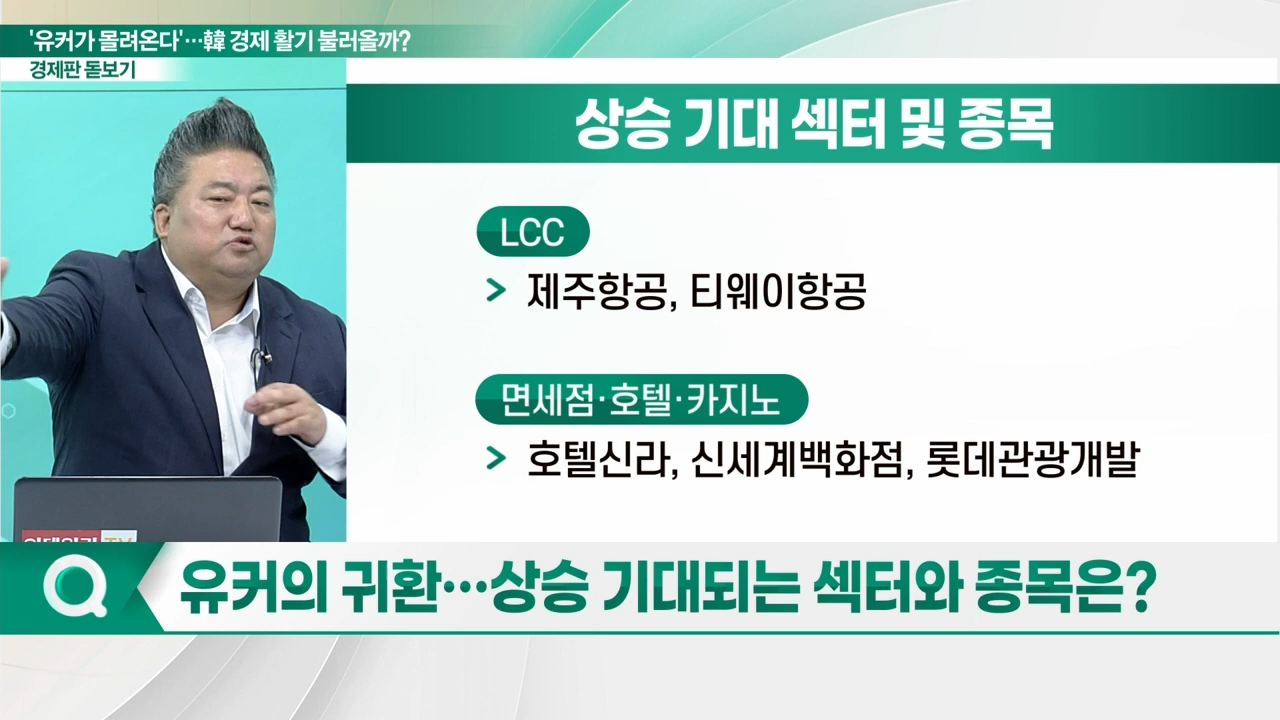 '유커가 몰려온다'…韓 경제 활기 불러올까?
경제판 돋보기
상승 기대 섹터 및 종목
LCC
> 제주항공, 티웨이항공
면세점·호텔·카지노
> 호텔신라, 신세계백화점, 롯데관광개발
유커의 귀환…상승 기대되는 섹터와 종목은?